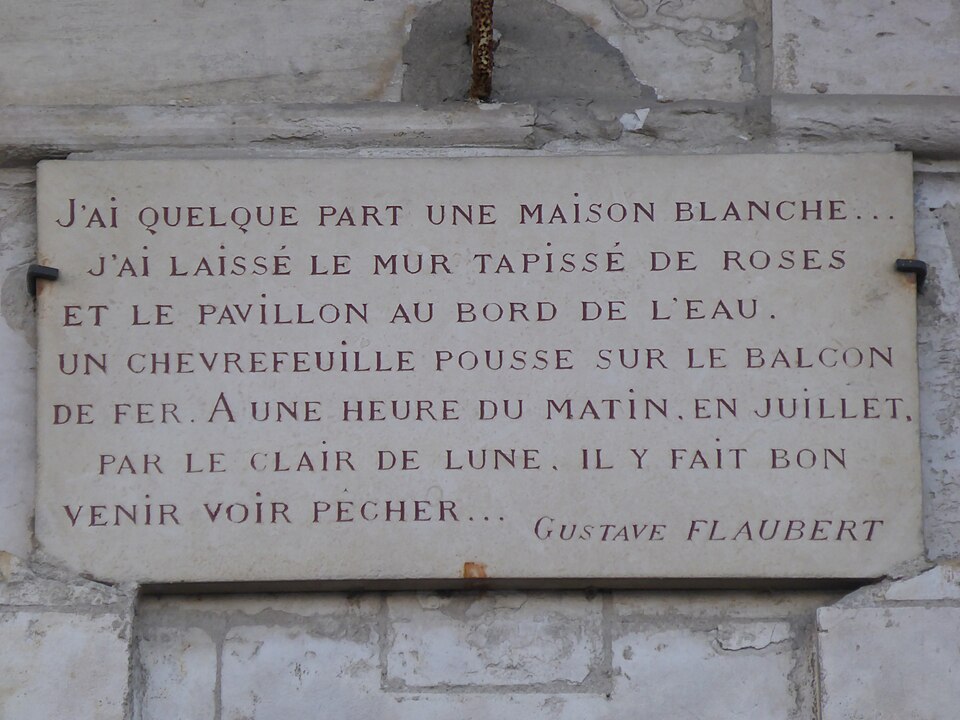 J'Ai QUELQUE PART UNE MAiSON BLANCHE...
J'Ai LAiSSÉ LE MUR TAPiSSÉ DE ROSES
ET LE PAViLLON AU BORD DE L'EAU.
UN CHEVREFEUiLLE POUSSE SUR LE BALCON
DE FER. A UNE HEURE DU MATiN, EN JUiLLET,
PAR LE CLAiR DE LUNE, iL Y FAiT BON
VENiR VOiR PÊCHER...
GUSTAVE FLAUBERT